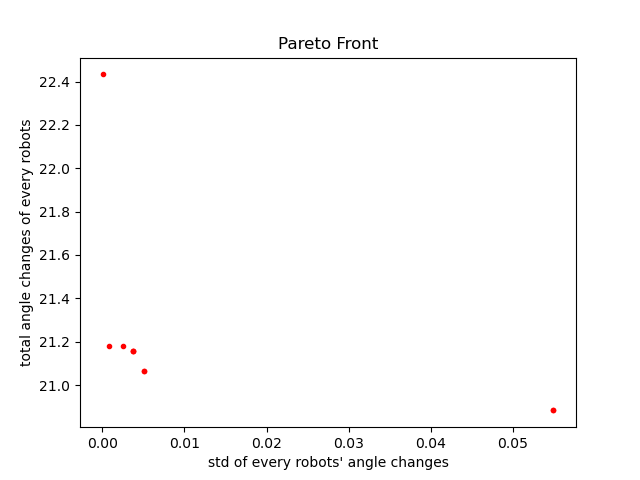 Pareto Front
total angle changes of every robots
22.4
22.2
22.0
21.8
21.6
21.4
21.2
21.0
0.00 0.01 0.02 0.03 0.04 0.05
std of every robots' angle changes